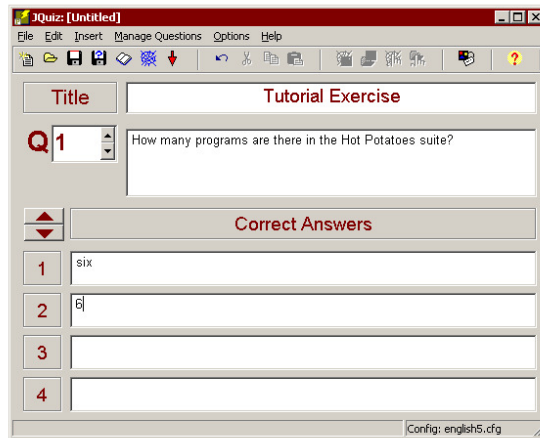 JQuiz: [Untitled]
File Edit Insert Manage Questions Options Help
Title Tutorial Exercise
Q 1 How many programs are there in the Hot Potatoes suite?
Correct Answers
1 six
2 6
3
4
Config: english5.cfg